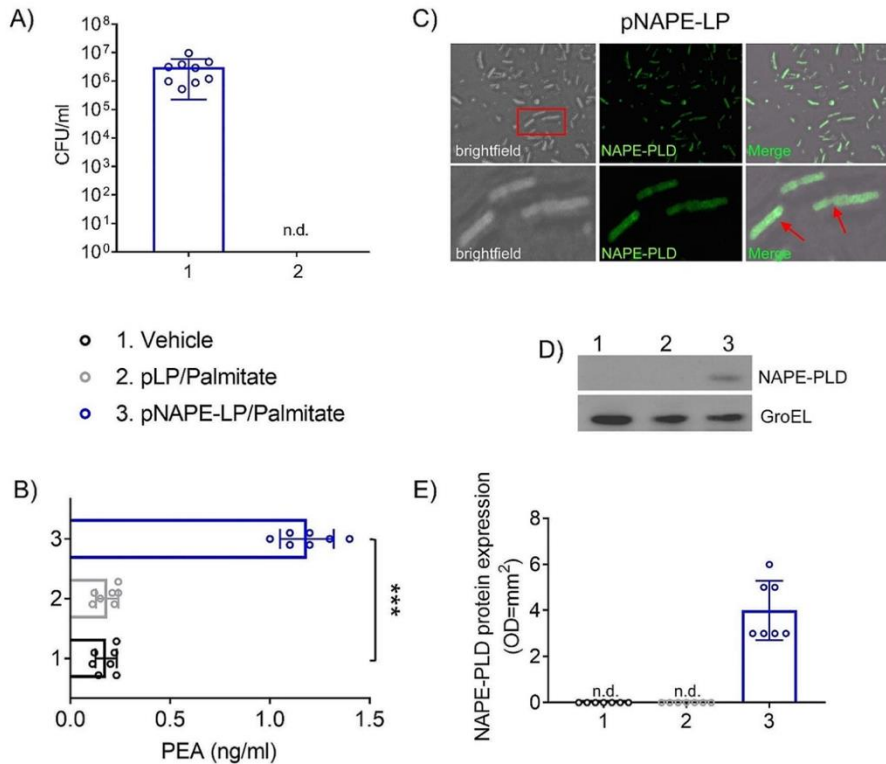 A)
10⁸
10⁷
10⁶
10⁵
10⁴
10³
10²
10¹
10⁰
CFU/ml
n.d.
1
2
1. Vehicle
2. pLP/Palmitate
3. pNAPE-LP/Palmitate
B)
3
2
1
***
0.0
0.5
1.0
1.5
PEA (ng/ml)
C)
pNAPE-LP
brightfield
NAPE-PLD
Merge
brightfield
NAPE-PLD
Merge
D)
1
2
3
NAPE-PLD
GroEL
E)
NAPE-PLD protein expression
(OD=mm²)
8
6
4
2
0
n.d.
n.d.
1
2
3